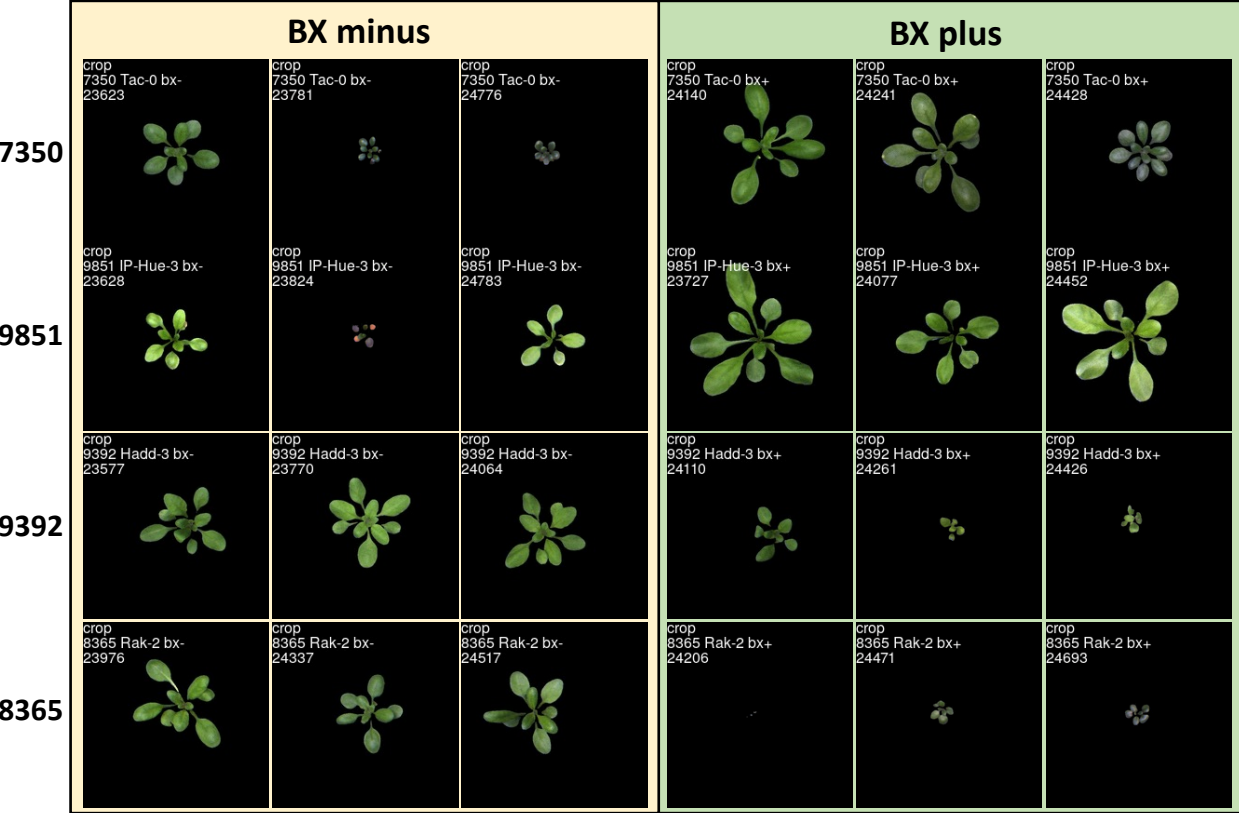 BX minus
BX plus
7350
crop
7350 Tac-0 bx-
23623
crop
7350 Tac-0 bx-
23781
crop
7350 Tac-0 bx-
24776
crop
7350 Tac-0 bx+
24140
crop
7350 Tac-0 bx+
24241
crop
7350 Tac-0 bx+
24428
9851
crop
9851 IP-Hue-3 bx-
23628
crop
9851 IP-Hue-3 bx-
23824
crop
9851 IP-Hue-3 bx-
24783
crop
9851 IP-Hue-3 bx+
23727
crop
9851 IP-Hue-3 bx+
24077
crop
9851 IP-Hue-3 bx+
24452
9392
crop
9392 Hadd-3 bx-
23577
crop
9392 Hadd-3 bx-
23770
crop
9392 Hadd-3 bx-
24064
crop
9392 Hadd-3 bx+
24110
crop
9392 Hadd-3 bx+
24261
crop
9392 Hadd-3 bx+
24426
8365
crop
8365 Rak-2 bx-
23976
crop
8365 Rak-2 bx-
24337
crop
8365 Rak-2 bx-
24517
crop
8365 Rak-2 bx+
24206
crop
8365 Rak-2 bx+
24471
crop
8365 Rak-2 bx+
24693